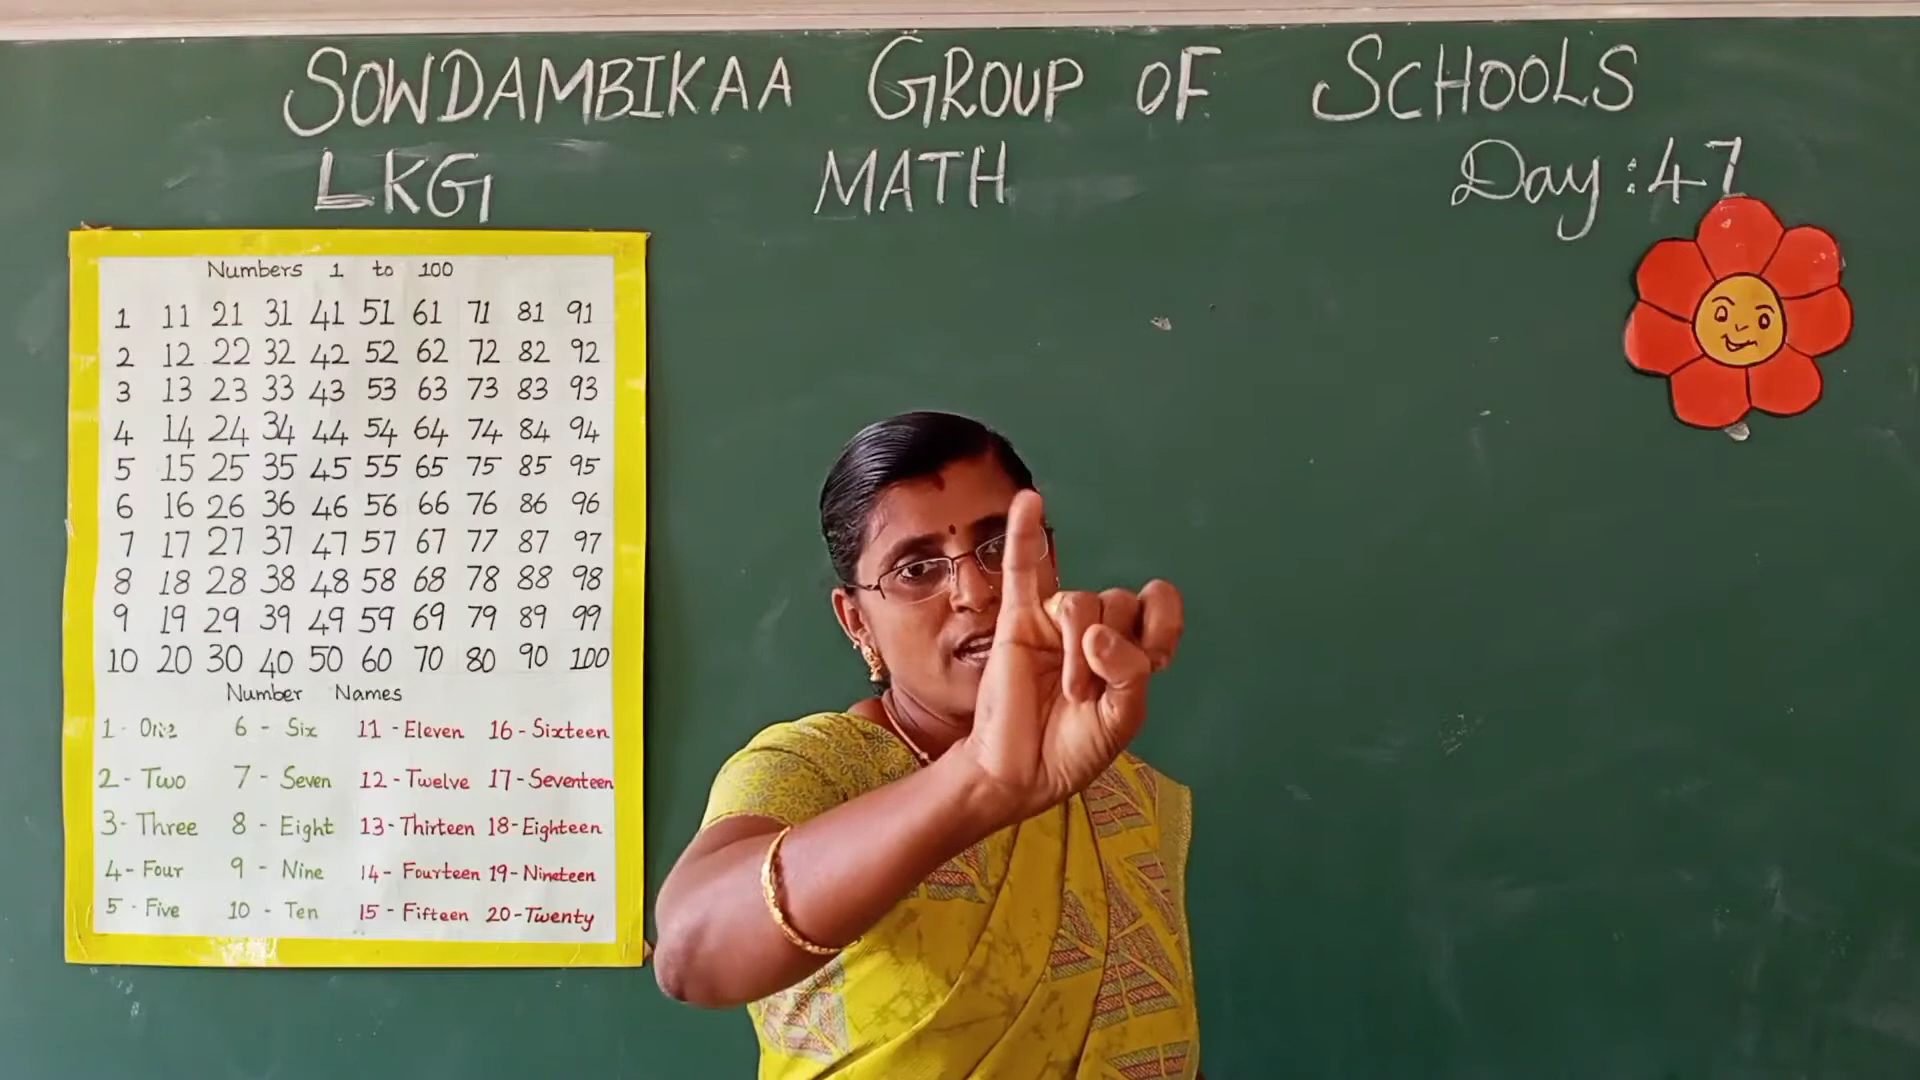 SOWDAMBIKAA GROUP OF SCHOOLS
LKG MATH Day : 47
Numbers 1 to 100
1 11 21 31 41 51 61 71 81 91
2 12 22 32 42 52 62 72 82 92
3 13 23 33 43 53 63 73 83 93
4 14 24 34 44 54 64 74 84 94
5 15 25 35 45 55 65 75 85 95
6 16 26 36 46 56 66 76 86 96
7 17 27 37 47 57 67 77 87 97
8 18 28 38 48 58 68 78 88 98
9 19 29 39 49 59 69 79 89 99
10 20 30 40 50 60 70 80 90 100
Number Names
1 - One 6 - Six 11 - Eleven 16 - Sixteen
2 - Two 7 - Seven 12 - Twelve 17 - Seventeen
3 - Three 8 - Eight 13 - Thirteen 18 - Eighteen
4 - Four 9 - Nine 14 - Fourteen 19 - Nineteen
5 - Five 10 - Ten 15 - Fifteen 20 - Twenty